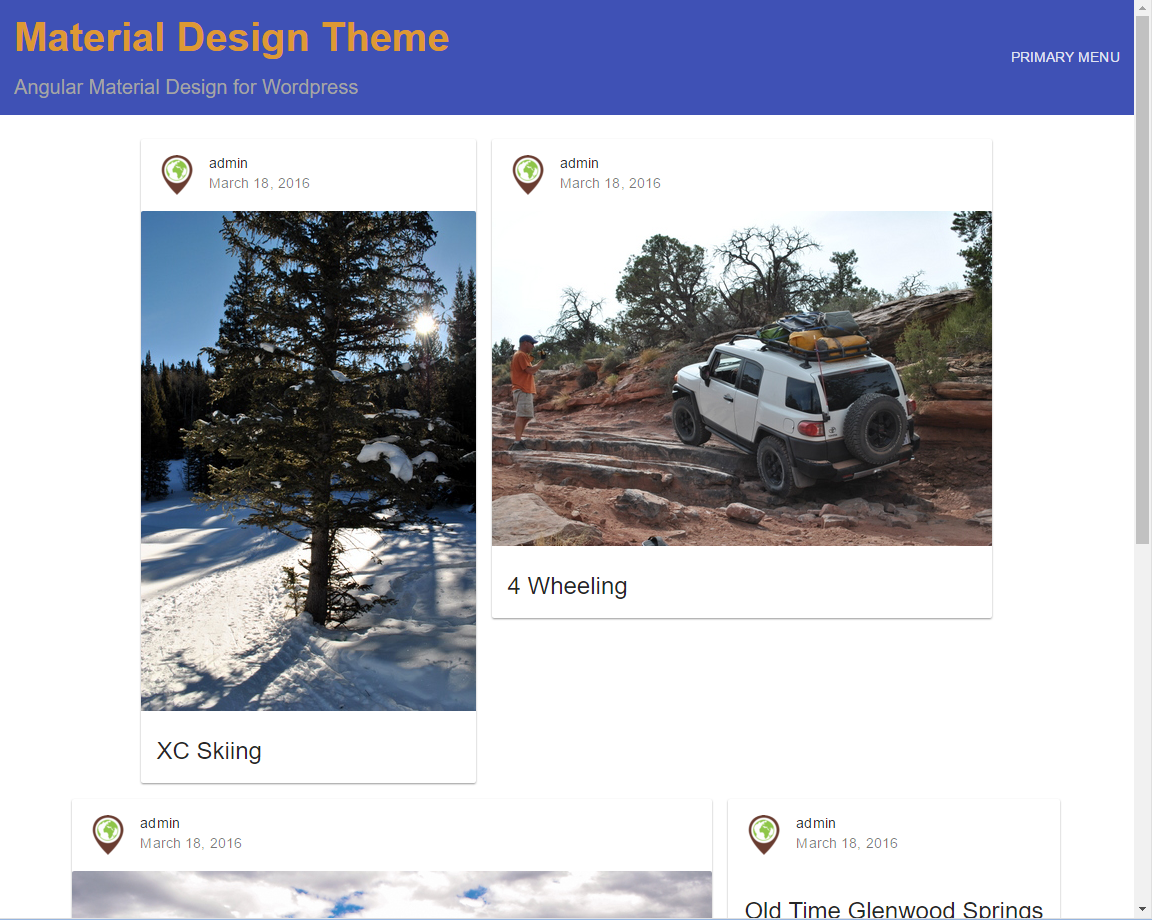 Material Design Theme
Angular Material Design for Wordpress
PRIMARY MENU
admin
March 18, 2016
XC Skiing
admin
March 18, 2016
4 Wheeling
admin
March 18, 2016
admin
March 18, 2016
Old Time Glenwood Springs